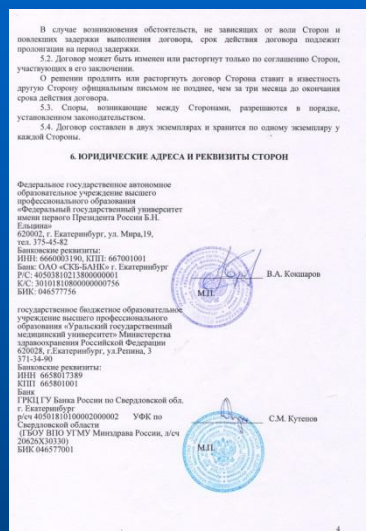 В случае возникновения обстоятельств, не зависящих от воли Сторон и
повлекших задержки выполнения договора, срок действия договора подлежит
пролонгации на период задержки.
5.2. Договор может быть изменен или расторгнут только по соглашению Сторон,
участвующих в его заключении.
О решении продлить или расторгнуть договор Сторона ставит в известность
другую Сторону официальным письмом не позднее, чем за три месяца до окончания
срока действия договора.
5.3. Споры, возникающие между Сторонами, разрешаются в порядке,
установленном законодательством.
5.4. Договор составлен в двух экземплярах и хранится по одному экземпляру у
каждой Стороны.
6. ЮРИДИЧЕСКИЕ АДРЕСА И РЕКВИЗИТЫ СТОРОН
Федеральное государственное автономное
образовательное учреждение высшего
профессионального образования
«Федеральный государственный университет
имени первого Президента России Б.Н.
Ельцина»
620002, г. Екатеринбург, ул. Мира,19,
тел. 375-45-82
Банковские реквизиты:
ИНН: 6660003190, КПП: 667001001
Банк: ОАО «СКБ-БАНК» г. Екатеринбург
Р/С: 40503810213800000001
К/С: 30101810800000000756
БИК: 046577756
В.А. Кокшаров
М.П.
государственное бюджетное образовательное
учреждение высшего профессионального
образования «Уральский государственный
медицинский университет» Министерства
здравоохранения Российской Федерации
620028, г.Екатеринбург, ул.Репина, 3
371-34-90
Банковские реквизиты:
ИНН 6658017389
КПП 665801001
Банк
ГРКЦ ГУ Банка России по Свердловской обл.
г. Екатеринбург
р/сч 40501810100002000002 УФК по
Свердловской области
(ГБОУ ВПО УГМУ Минздрава России, л/сч
20626Х30330)
БИК 046577001
С.М. Кутепов
М.П.
4